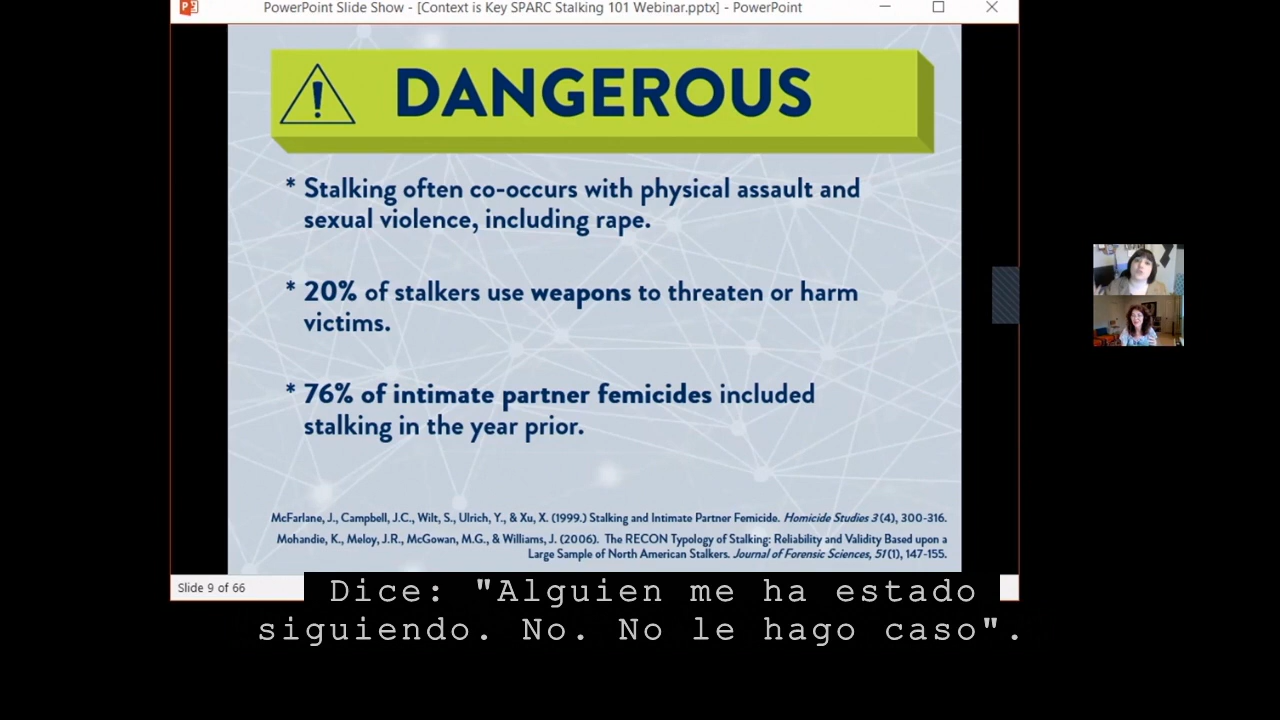 PowerPoint Slide Show - [Context is Key SPARC Stalking 101 Webinar.pptx] - PowerPoint
DANGEROUS
* Stalking often co-occurs with physical assault and
sexual violence, including rape.
* 20% of stalkers use weapons to threaten or harm
victims.
* 76% of intimate partner femicides included
stalking in the year prior.
McFarlane, J., Campbell, J.C., Wilt, S., Ulrich, Y., & Xu, X. (1999.) Stalking and Intimate Partner Femicide. Homicide Studies 3 (4), 300-316.
Mohandie, K., Meloy, J.R., McGowan, M.G., & Williams, J. (2006). The RECON Typology of Stalking: Reliability and Validity Based upon a
Large Sample of North American Stalkers. Journal of Forensic Sciences, 51 (1), 147-155.
Slide 9 of 66
Dice: "Alguien me ha estado
siguiendo. No. No le hago caso".